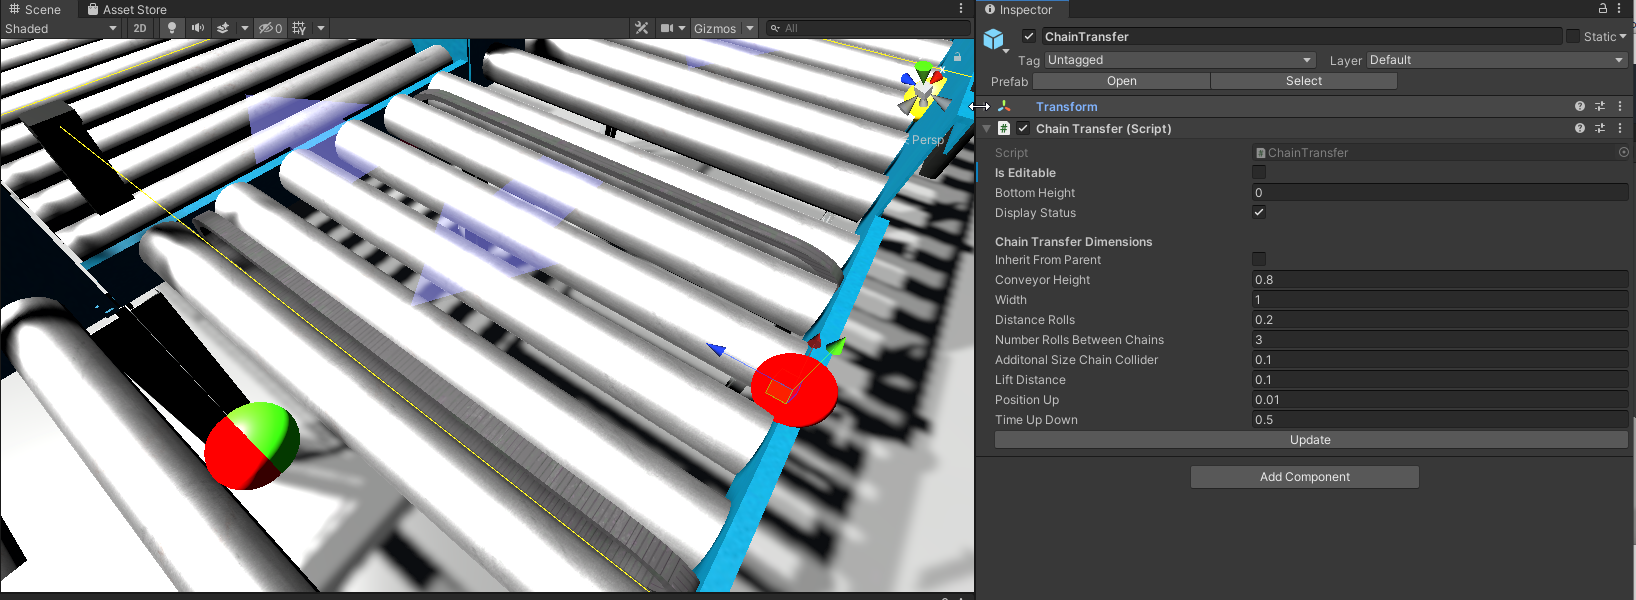 Scene
Asset Store
Shaded
2D
0
Gizmos
All
Persp
Inspector
ChainTransfer
Static
Tag Untagged
Layer Default
Prefab Open Select
Transform
Chain Transfer (Script)
Script ChainTransfer
Is Editable
Bottom Height 0
Display Status
Chain Transfer Dimensions
Inherit From Parent
Conveyor Height 0.8
Width 1
Distance Rolls 0.2
Number Rolls Between Chains 3
Additonal Size Chain Collider 0.1
Lift Distance 0.1
Position Up 0.01
Time Up Down 0.5
Update
Add Component